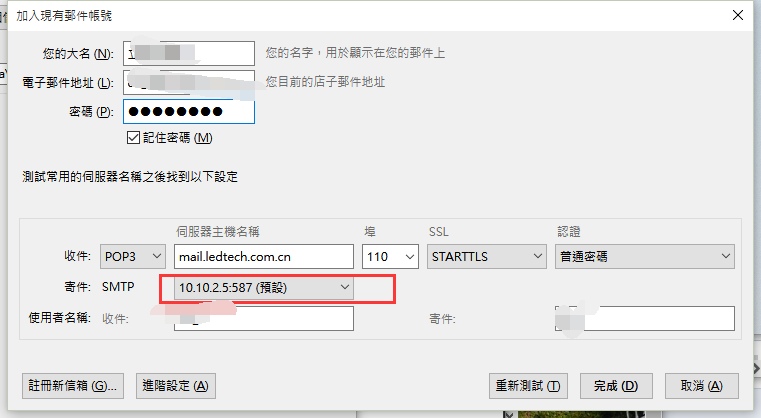 加入現有郵件帳號
您的大名 (N):
您的名字，用於顯示在您的郵件上
電子郵件地址 (L):
您目前的店子郵件地址
密碼 (P): ●●●●●●●●
記住密碼 (M)
測試常用的伺服器名稱之後找到以下設定
伺服器主機名稱 埠 SSL 認證
收件: POP3 mail.ledtech.com.cn 110 STARTTLS 普通密碼
寄件: SMTP 10.10.2.5:587 (預設)
使用者名稱: 收件: 寄件:
註冊新信箱 (G)... 進階設定 (A) 重新測試 (T) 完成 (D) 取消 (A)